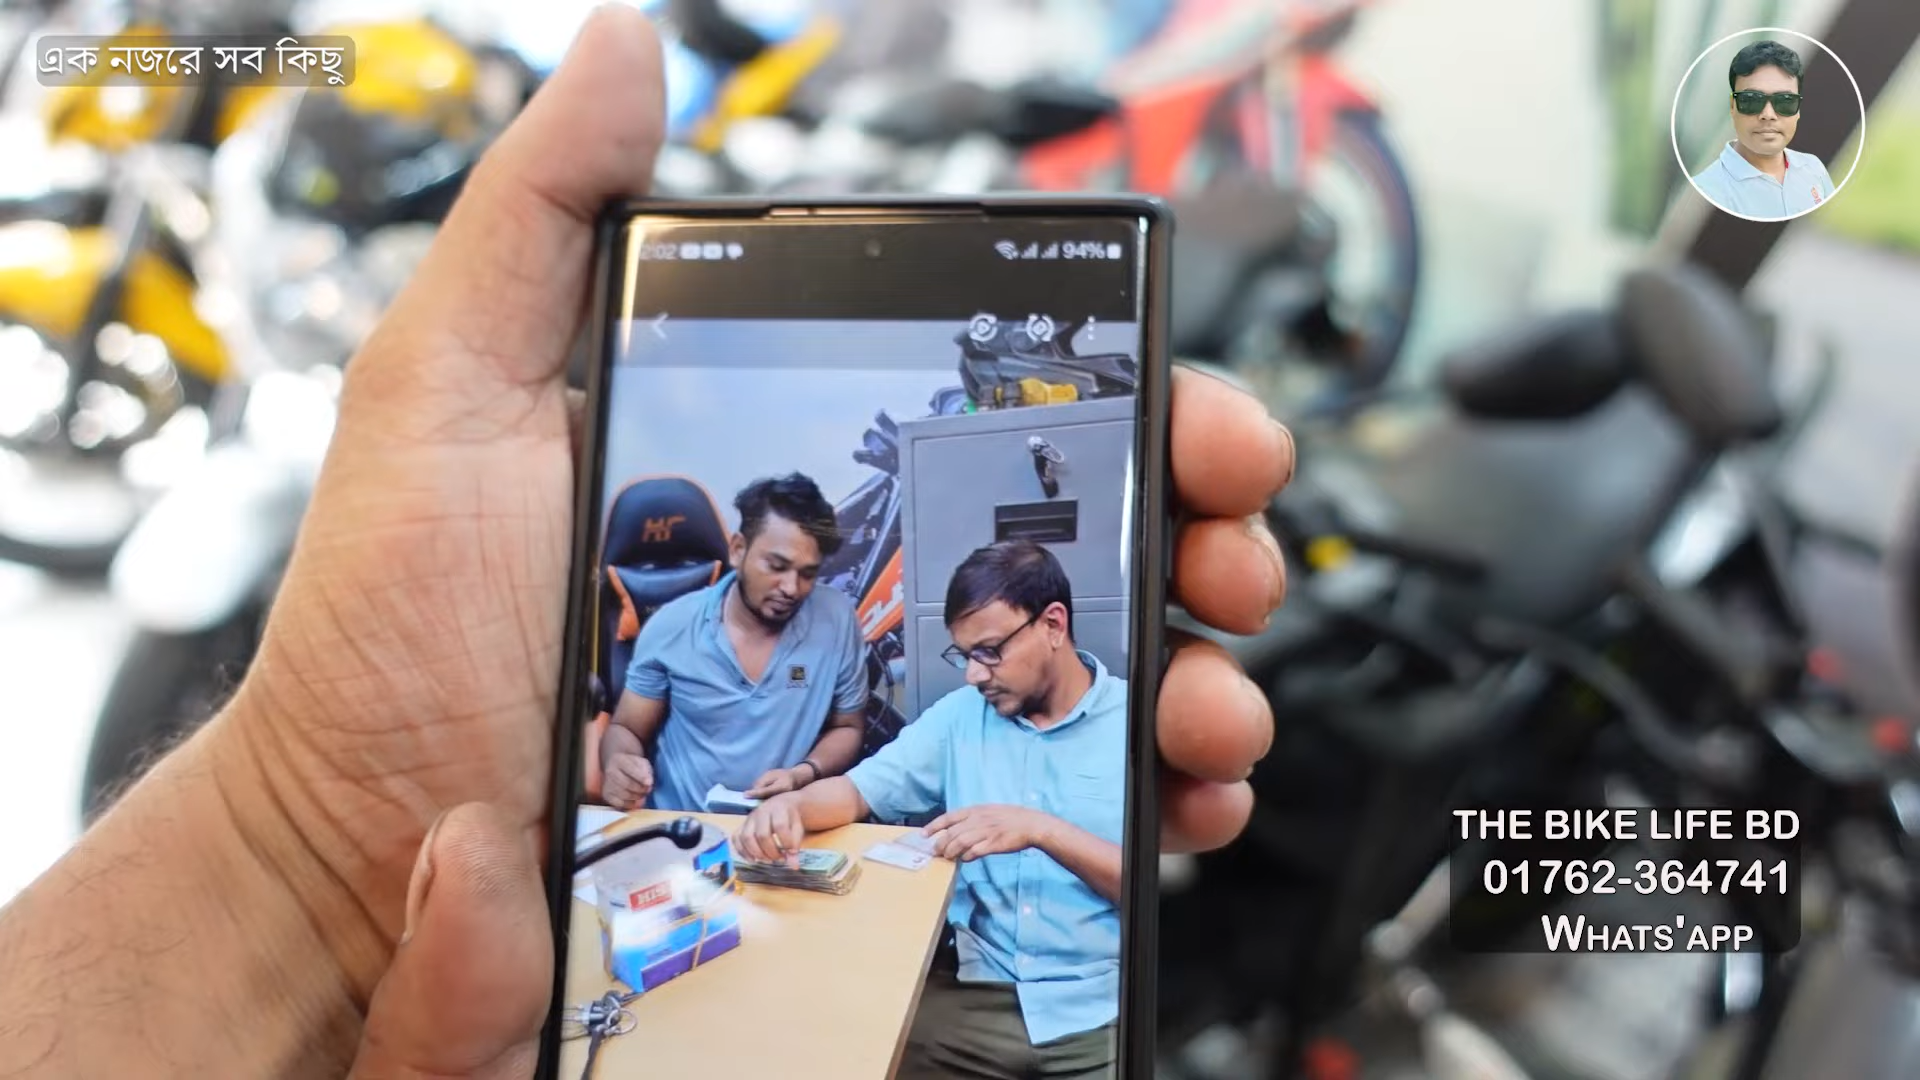 এক নজরে সব কিছু
94%
THE BIKE LIFE BD
01762-364741
WHATS'APP